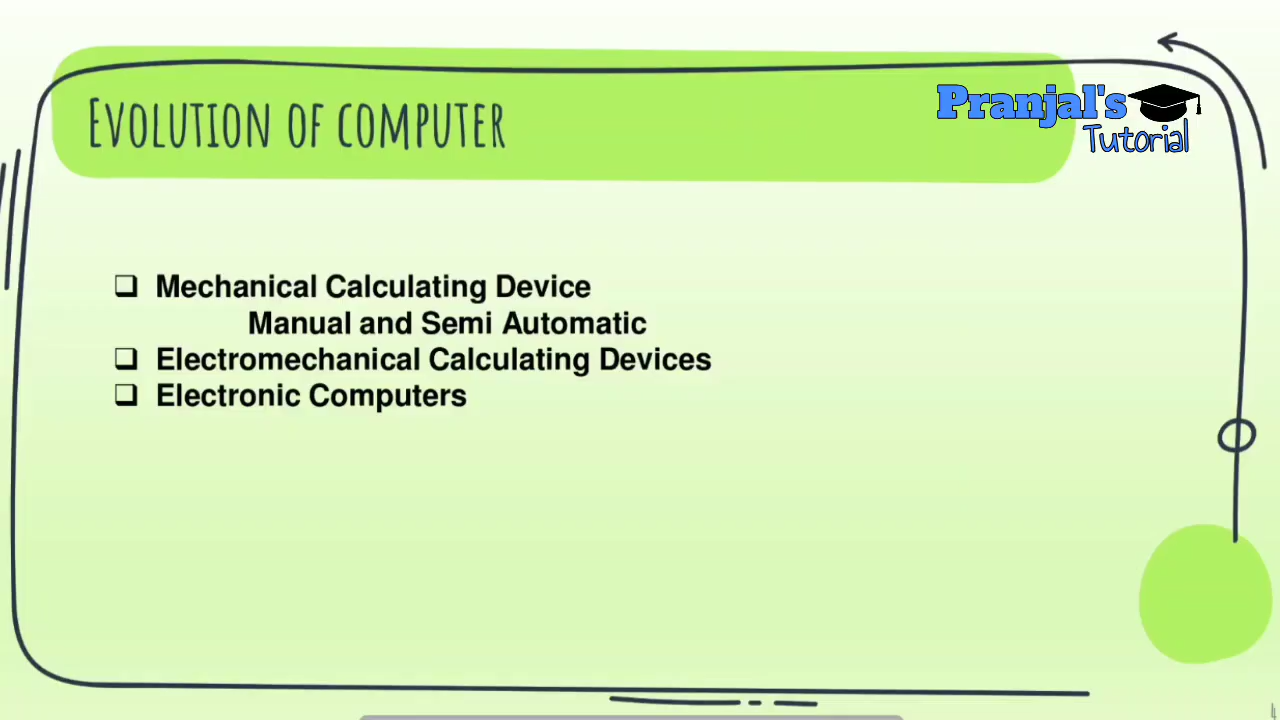 Evolution of computer
Pranjal's
Tutorial
Mechanical Calculating Device
Manual and Semi Automatic
Electromechanical Calculating Devices
Electronic Computers